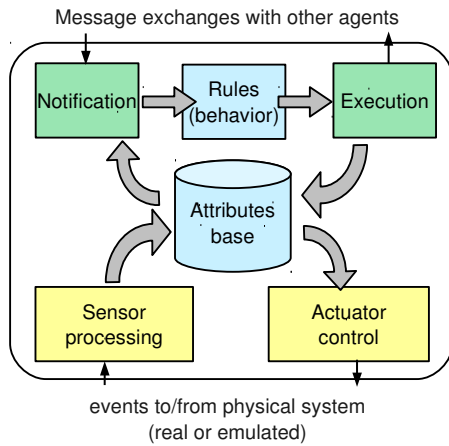 Message exchanges with other agents
Notification
Rules
(behavior)
Execution
Attributes
base
Sensor
processing
Actuator
control
events to/from physical system
(real or emulated)